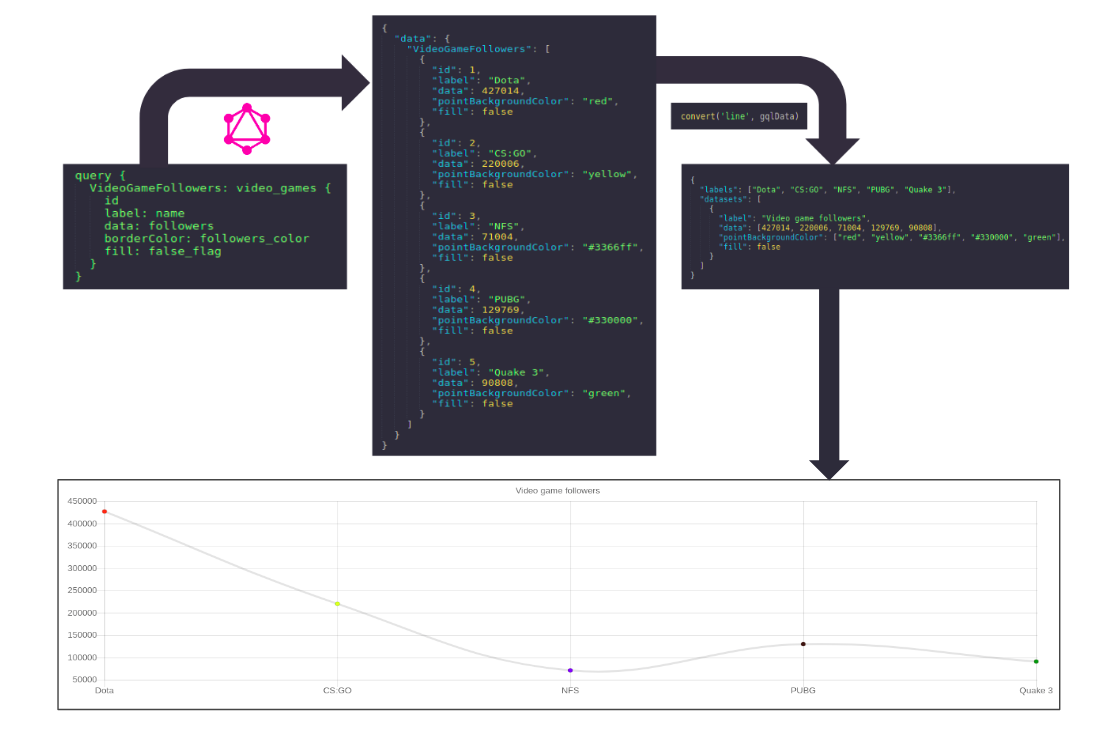 query {
  VideoGameFollowers: video_games {
    id
    label: name
    data: followers
    borderColor: followers_color
    fill: false_flag
  }
}
{
  "data": {
    "VideoGameFollowers": [
      {
        "id": 1,
        "label": "Dota",
        "data": 427014,
        "pointBackgroundColor": "red",
        "fill": false
      },
      {
        "id": 2,
        "label": "CS:GO",
        "data": 220006,
        "pointBackgroundColor": "yellow",
        "fill": false
      },
      {
        "id": 3,
        "label": "NFS",
        "data": 71004,
        "pointBackgroundColor": "#3366ff",
        "fill": false
      },
      {
        "id": 4,
        "label": "PUBG",
        "data": 129769,
        "pointBackgroundColor": "#330000",
        "fill": false
      },
      {
        "id": 5,
        "label": "Quake 3",
        "data": 90808,
        "pointBackgroundColor": "green",
        "fill": false
      }
    ]
  }
}
convert('line', gqlData)
{
  "labels": ["Dota", "CS:GO", "NFS", "PUBG", "Quake 3"],
  "datasets": [
    {
      "label": "Video game followers",
      "data": [427014, 220006, 71004, 129769, 90808],
      "pointBackgroundColor": ["red", "yellow", "#3366ff", "#330000", "green"],
      "fill": false
    }
  ]
}
Video game followers
450000
400000
350000
300000
250000
200000
150000
100000
50000
Dota CS:GO NFS PUBG Quake 3